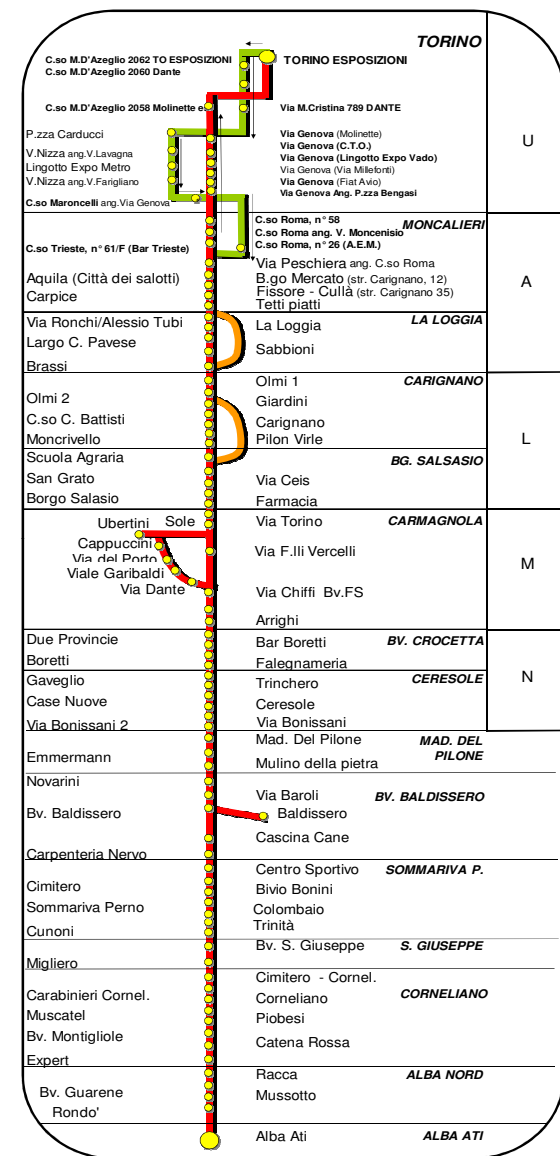 TORINO
C.so M.D'Azeglio 2062 TO ESPOSIZIONI
C.so M.D'Azeglio 2060 Dante
TORINO ESPOSIZIONI
C.so M.D'Azeglio 2058 Molinette e
Via M.Cristina 789 DANTE
P.zza Carducci
V.Nizza ang.V.Lavagna
Lingotto Expo Metro
V.Nizza ang.V.Farigliano
C.so Maroncelli ang.Via Genova
Via Genova (Molinette)
Via Genova (C.T.O.)
Via Genova (Lingotto Expo Vado)
Via Genova (Via Millefonti)
Via Genova (Fiat Avio)
Via Genova Ang. P.zza Bengasi
U
C.so Roma, n° 58
C.so Roma ang. V. Moncenisio
C.so Roma, n° 26 (A.E.M.)
MONCALIERI
C.so Trieste, n° 61/F (Bar Trieste)
Via Peschiera ang. C.so Roma
Aquila (Città dei salotti)
B.go Mercato (str. Carignano, 12)
Carpice
Fissore - Cullà (str. Carignano 35)
Tetti piatti
A
Via Ronchi/Alessio Tubi
La Loggia
LA LOGGIA
Largo C. Pavese
Sabbioni
Brassi
Olmi 1
CARIGNANO
Olmi 2
Giardini
C.so C. Battisti
Carignano
Moncrivello
Pilon Virle
L
Scuola Agraria
BG. SALSASIO
San Grato
Via Ceis
Borgo Salasio
Farmacia
Ubertini
Sole
Via Torino
CARMAGNOLA
Cappuccini
Via del Porto
Via F.lli Vercelli
Viale Garibaldi
Via Dante
Via Chiffi Bv.FS
Arrighi
M
Due Provincie
Bar Boretti
BV. CROCETTA
Boretti
Falegnameria
Gaveglio
Trinchero
CERESOLE
Case Nuove
Ceresole
Via Bonissani 2
Via Bonissani
N
Mad. Del Pilone
MAD. DEL
PILONE
Emmermann
Mulino della pietra
Novarini
Via Baroli
BV. BALDISSERO
Bv. Baldissero
Baldissero
Cascina Cane
Carpenteria Nervo
Centro Sportivo
SOMMARIVA P.
Cimitero
Bivio Bonini
Sommariva Perno
Colombaio
Cunoni
Trinità
Bv. S. Giuseppe
S. GIUSEPPE
Migliero
Cimitero - Cornel.
Carabinieri Cornel.
Corneliano
CORNELIANO
Muscatel
Piobesi
Bv. Montigliole
Catena Rossa
Expert
Racca
ALBA NORD
Bv. Guarene
Mussotto
Rondo'
Alba Ati
ALBA ATI